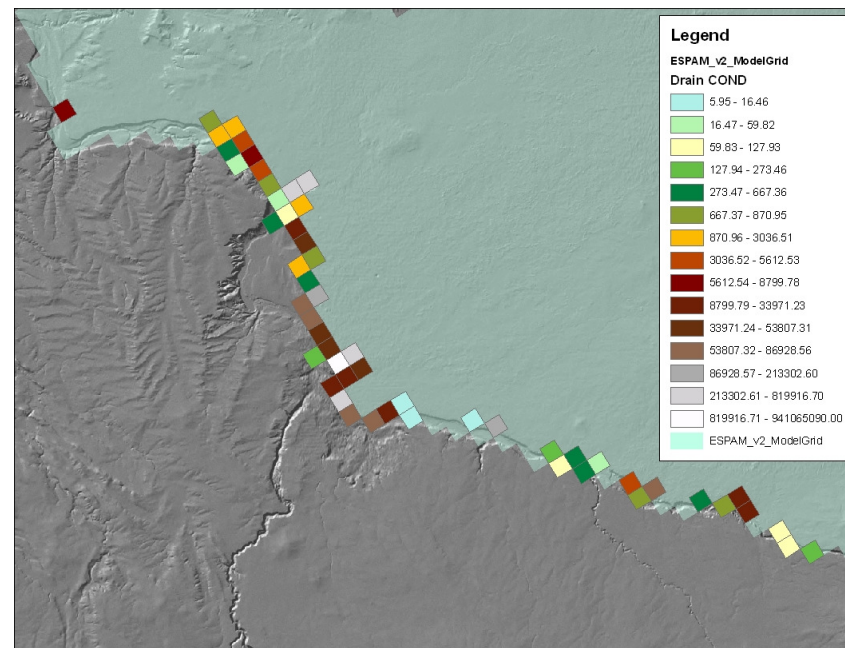 Legend
ESPAM_v2_ModelGrid
Drain COND
5.95 - 16.46
16.47 - 59.82
59.83 - 127.93
127.94 - 273.46
273.47 - 667.36
667.37 - 870.95
870.96 - 3036.51
3036.52 - 5612.53
5612.54 - 8799.78
8799.79 - 33971.23
33971.24 - 53807.31
53807.32 - 86928.56
86928.57 - 213302.60
213302.61 - 819916.70
819916.71 - 941065090.00
ESPAM_v2_ModelGrid